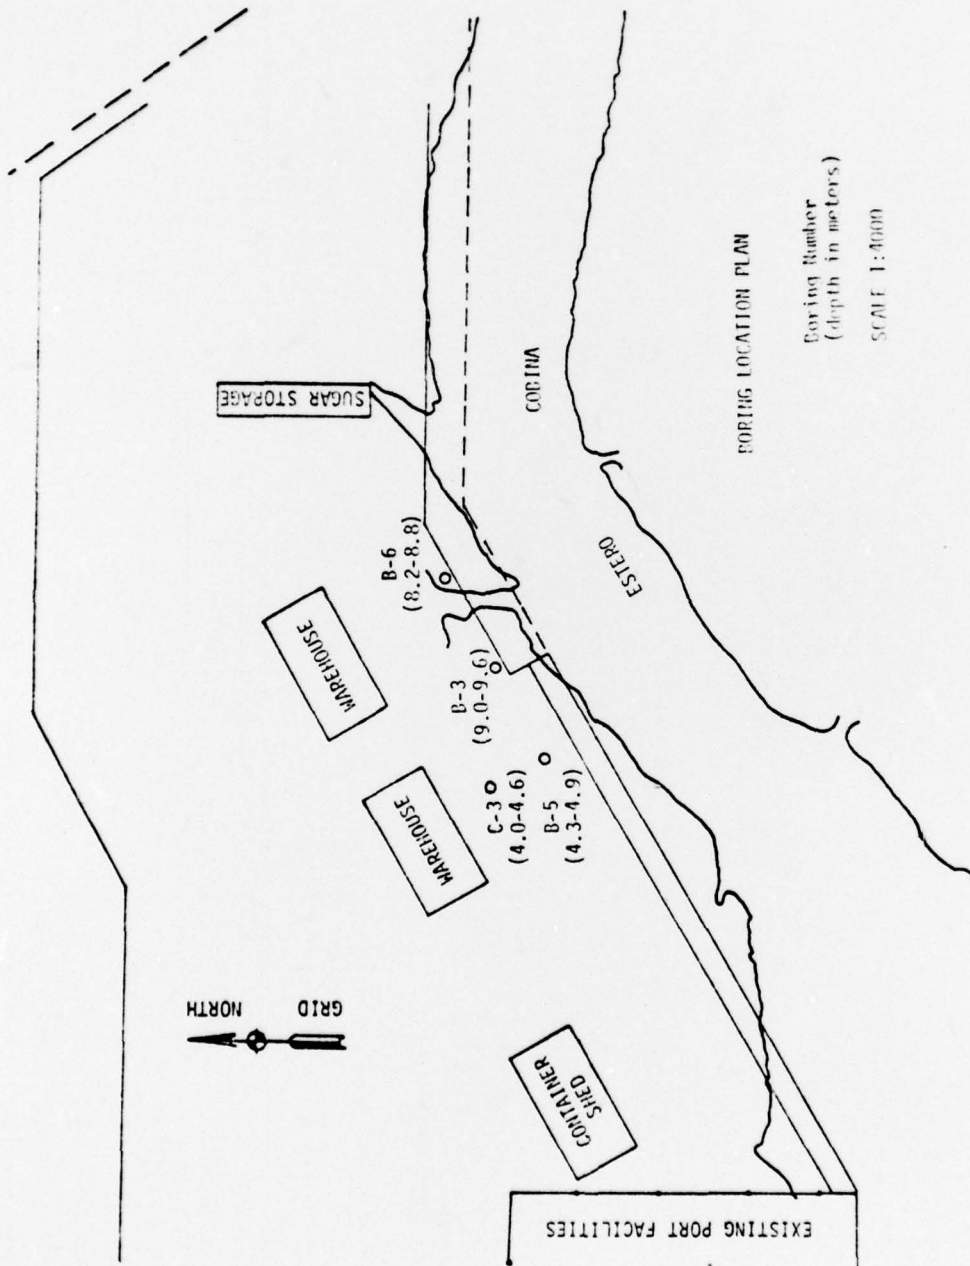 SUGAR STORAGE
CODINA
BORING LOCATION PLAN
Boring Number
(depth in meters)
SCALE 1:4000
B-6
(8.2-8.8)
ESTERO
WAREHOUSE
B-3
(9.0-9.6)
WAREHOUSE
C-3
(4.0-4.6)
B-5
(4.3-4.9)
GRID NORTH
CONTAINER
SHED
EXISTING PORT FACILITIES